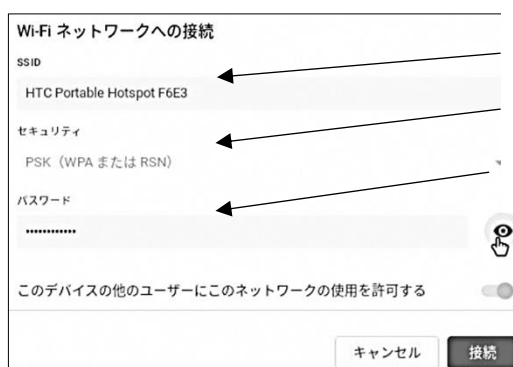 Wi-Fi ネットワークへの接続
SSID
HTC Portable Hotspot F6E3
セキュリティ
PSK（WPA または RSN）
パスワード
••••••••••••
このデバイスの他のユーザーにこのネットワークの使用を許可する
キャンセル 接続